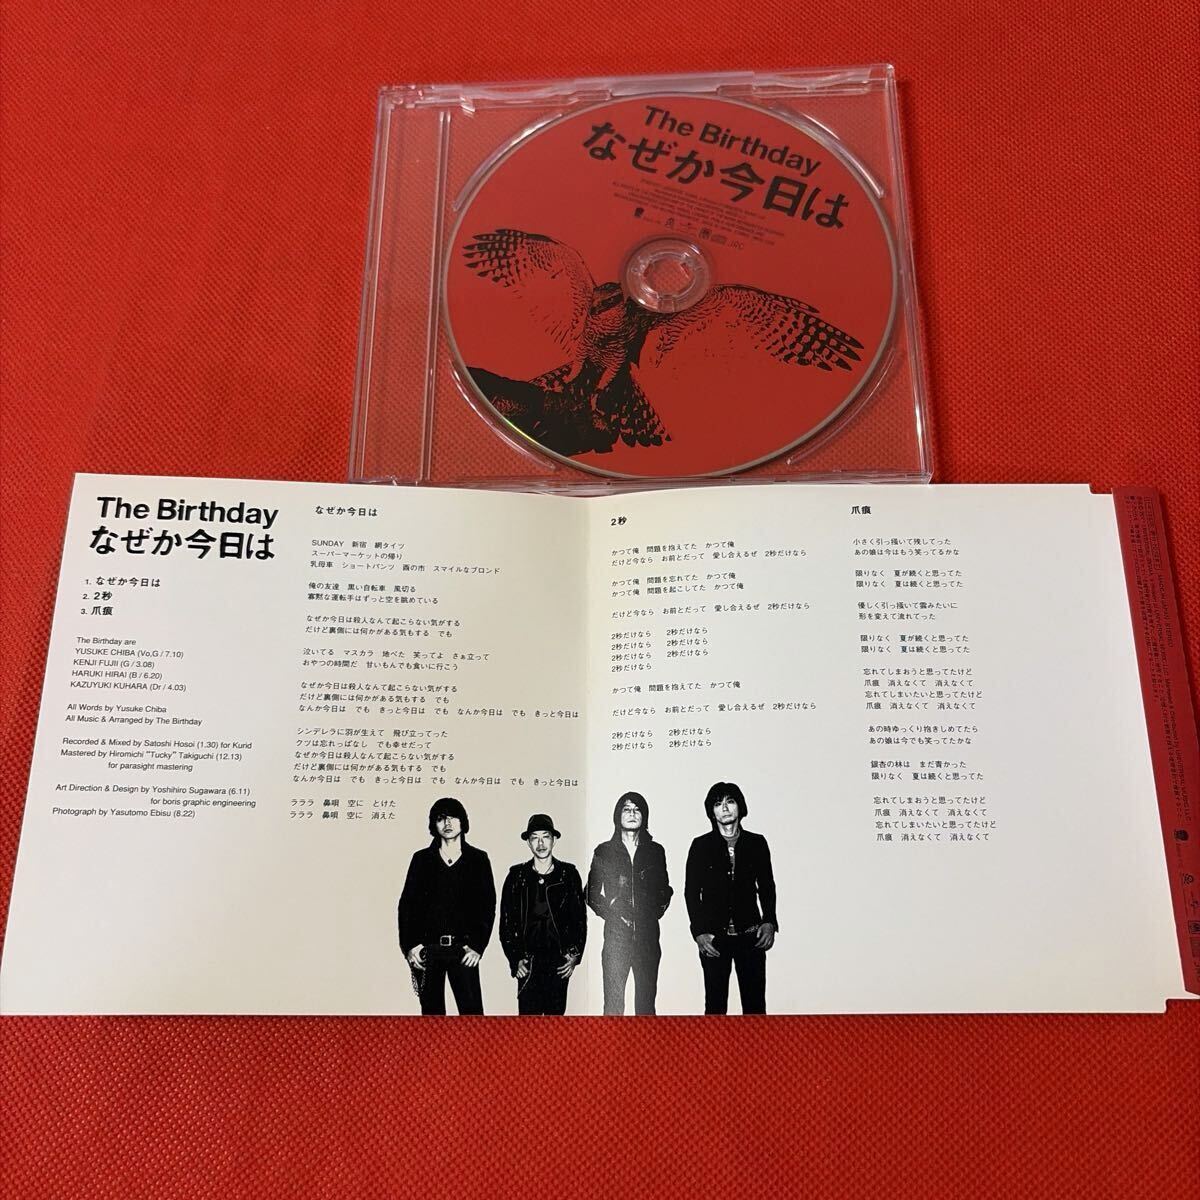 The Birthday
なぜか今日は
JRC
The Birthday
なぜか今日は
1. なぜか今日は
2. 2秒
3. 爪痕
The Birthday are
YUSUKE CHIBA (Vo,G / 7.10)
KENJI FUJII (G / 3.08)
HARUKI HIRAI (B / 6.20)
KAZUYUKI KUHARA (Dr / 4.03)
All Words by Yusuke Chiba
All Music & Arranged by The Birthday
Recorded & Mixed by Satoshi Hosoi (1.30) for Kurid
Mastered by Hiromichi "Tucky" Takiguchi (12.13)
for parasight mastering
Art Direction & Design by Yoshihiro Sugawara (6.11)
for boris graphic engineering
Photograph by Yasutomo Ebisu (8.22)
なぜか今日は
SUNDAY 新宿 網タイツ
スーパーマーケットの帰り
乳母車 ショートパンツ 酉の市 スマイルなブロンド
俺の友達 黒い自転車 風切る
寡黙な運転手はずっと空を眺めている
なぜか今日は殺人なんて起こらない気がする
だけど裏側には何かがある気もする でも
泣いてる マスカラ 地べた 笑ってよ さぁ立って
おやつの時間だ 甘いもんでも食いに行こう
なぜか今日は殺人なんて起こらない気がする
だけど裏側には何かがある気もする でも
なんか今日は でも きっと今日は でも なんか今日は でも きっと今日は
シンデレラに羽が生えて 飛び立ってった
クツは忘れっぱなし でも幸せだって
なぜか今日は殺人なんて起こらない気がする
だけど裏側には何かがある気もする でも
なんか今日は でも きっと今日は でも なんか今日は でも きっと今日は
ラララ 鼻唄 空に とけた
ラララ 鼻唄 空に 消えた
2秒
かつて俺 問題を抱えてた かつて俺
だけど今なら お前とだって 愛し合えるぜ 2秒だけなら
かつて俺 問題を忘れてた かつて俺
かつて俺 問題を起こしてた かつて俺
だけど今なら お前とだって 愛し合えるぜ 2秒だけなら
2秒だけなら 2秒だけなら
2秒だけなら 2秒だけなら
2秒だけなら 2秒だけなら
2秒だけなら
かつて俺 問題を抱えてた かつて俺
だけど今なら お前とだって 愛し合えるぜ 2秒だけなら
2秒だけなら 2秒だけなら
2秒だけなら 2秒だけなら
爪痕
小さく引っ掻いて残してった
あの娘は今はもう笑ってるかな
限りなく 夏が続くと思ってた
限りなく 夏は続くと思ってた
優しく引っ掻いて雲みたいに
形を変えて流れてった
限りなく 夏が続くと思ってた
限りなく 夏は続くと思ってた
忘れてしまおうと思ってたけど
爪痕 消えなくて 消えなくて
忘れてしまいたいと思ってたけど
爪痕 消えなくて 消えなくて
あの時ゆっくり抱きしめてたら
あの娘は今でも笑ってたかな
銀杏の林は まだ青かった
限りなく 夏は続くと思ってた
忘れてしまおうと思ってたけど
爪痕 消えなくて 消えなくて
忘れてしまいたいと思ってたけど
爪痕 消えなくて 消えなくて